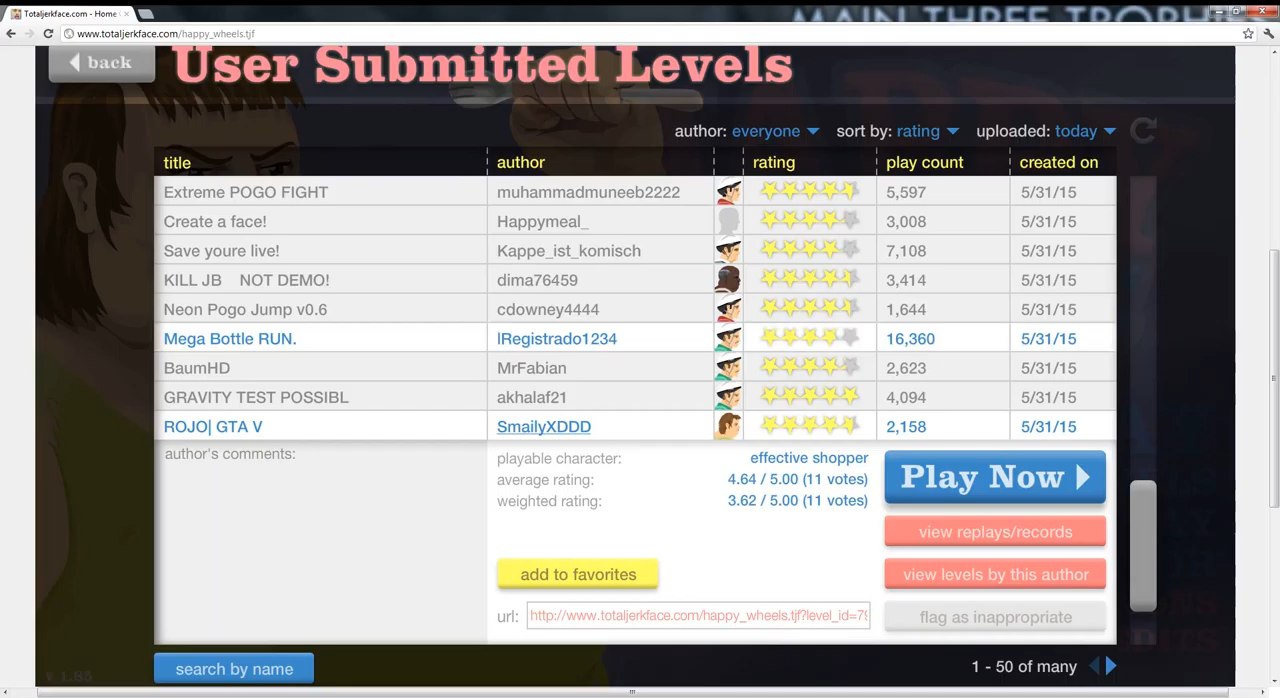 Totaljerkface.com - Home
www.totaljerkface.com/happy_wheels.tjf
MAIN THREE TROPHIES
back
User Submitted Levels
author: everyone sort by: rating uploaded: today
title author rating play count created on
Extreme POGO FIGHT muhammadmuneeb2222 5,597 5/31/15
Create a face! Happymeal_ 3,008 5/31/15
Save youre live! Kappe_ist_komisch 7,108 5/31/15
KILL JB NOT DEMO! dima76459 3,414 5/31/15
Neon Pogo Jump v0.6 cdowney4444 1,644 5/31/15
Mega Bottle RUN. lRegistrado1234 16,360 5/31/15
BaumHD MrFabian 2,623 5/31/15
GRAVITY TEST POSSIBL akhalaf21 4,094 5/31/15
ROJO| GTA V SmailyXDDD 2,158 5/31/15
author's comments:
playable character: effective shopper
average rating: 4.64 / 5.00 (11 votes)
weighted rating: 3.62 / 5.00 (11 votes)
Play Now
view replays/records
add to favorites
view levels by this author
url: http://www.totaljerkface.com/happy_wheels.tjf?level_id=79
flag as inappropriate
search by name
1 - 50 of many
v 1.85